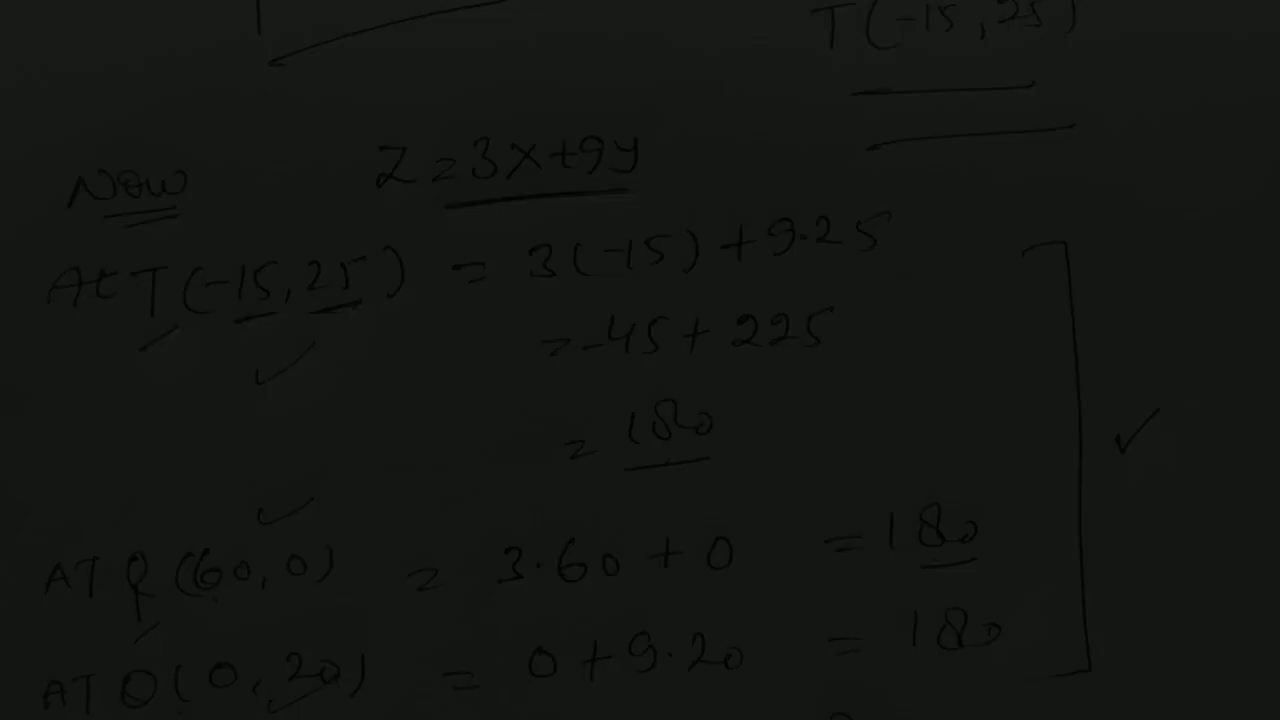 T(-15, 25)
Now Z = 3x+9y
At T(-15, 25) = 3(-15) + 9.25
= -45 + 225
= 180
AT R(60, 0) = 3.60 + 0 = 180
AT Q(0, 20) = 0 + 9.20 = 180